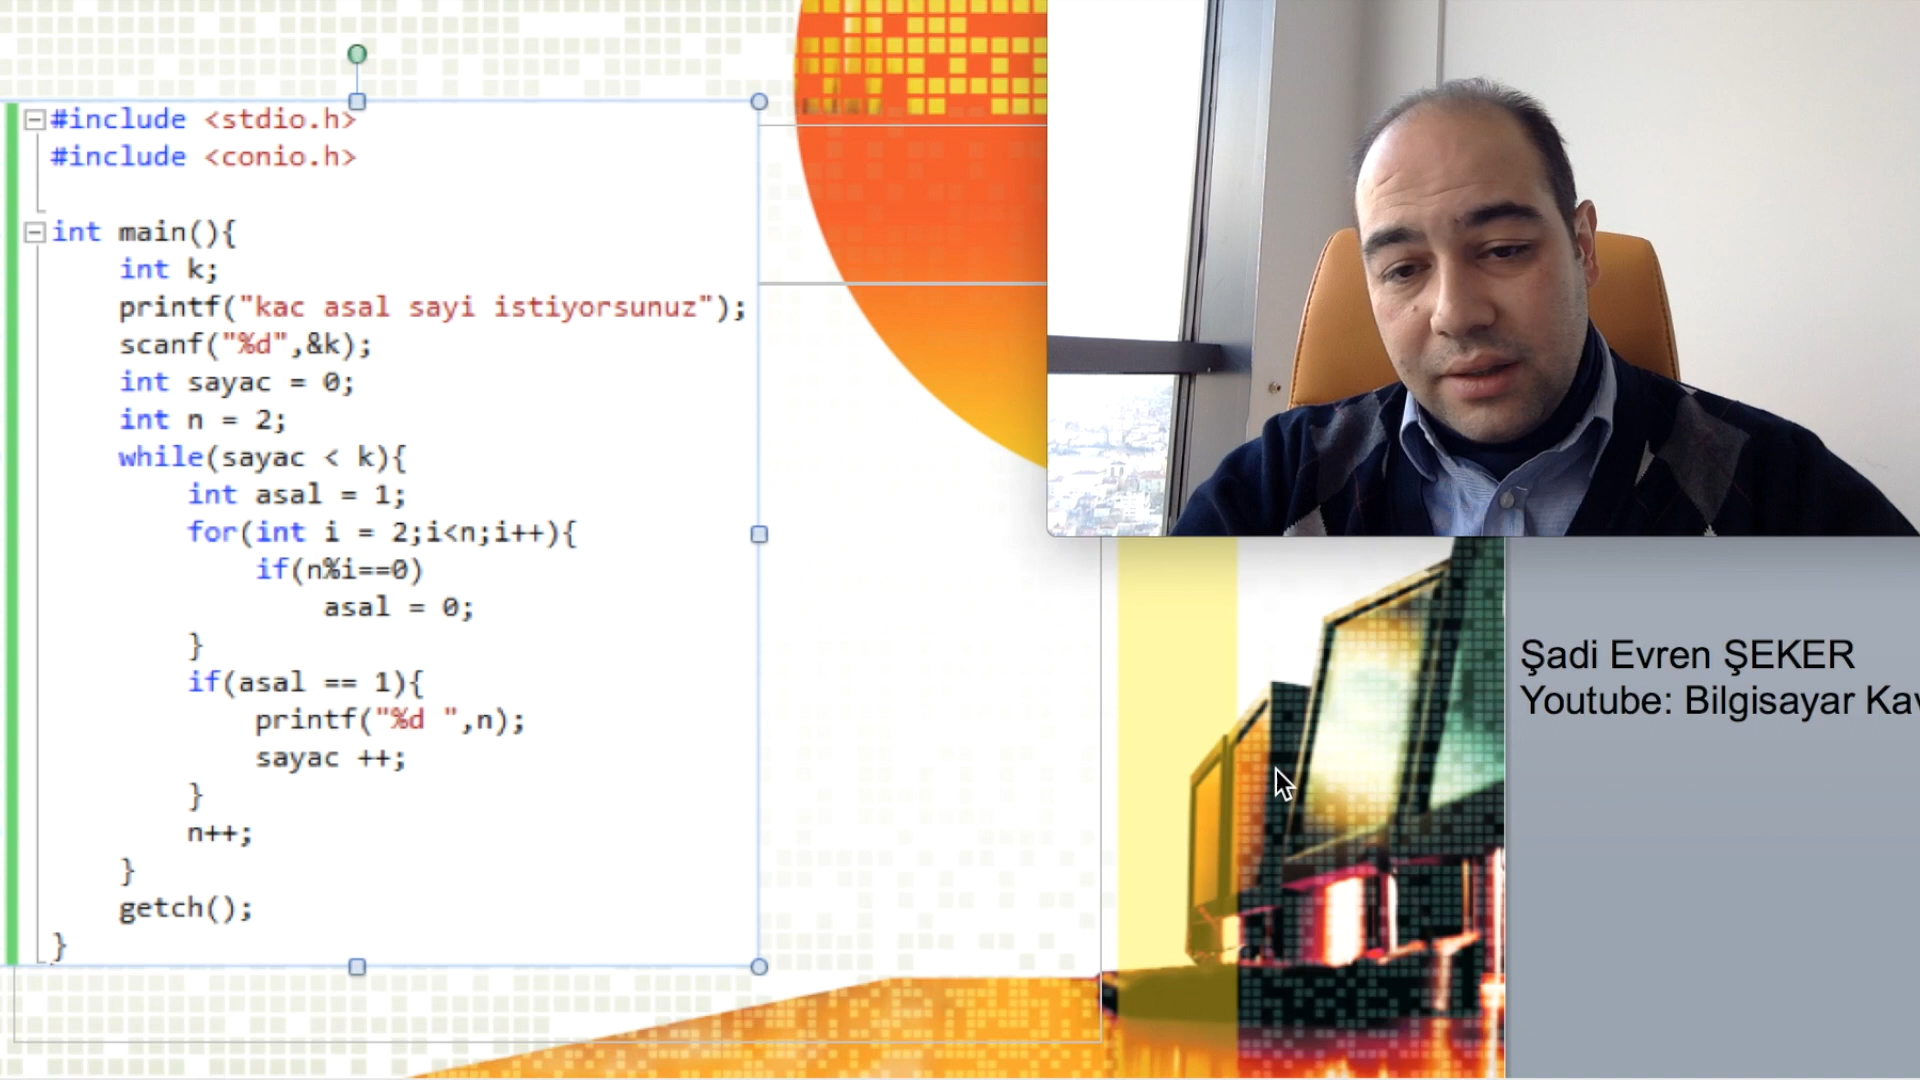 #include <stdio.h>
#include <conio.h>
int main(){
int k;
printf("kac asal sayi istiyorsunuz");
scanf("%d",&k);
int sayac = 0;
int n = 2;
while(sayac < k){
int asal = 1;
for(int i = 2;i<n;i++){
if(n%i==0)
asal = 0;
}
if(asal == 1){
printf("%d ",n);
sayac ++;
}
n++;
}
getch();
}
Şadi Evren ŞEKER
Youtube: Bilgisayar